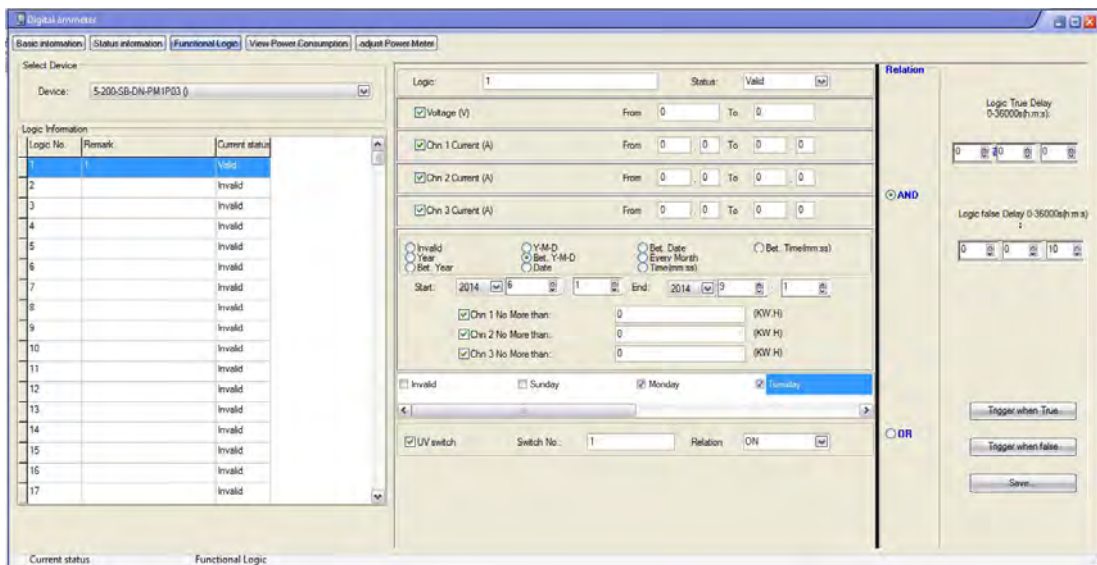 Digital ammeter
Basic information Status information Functional Logic View Power Consumption adjust Power Meter
Select Device
Device: 5-200-SB-DN-PM1P03 ()
Logic Information
Logic No. Remark Current status
1 1 Valid
2 Invalid
3 Invalid
4 Invalid
5 Invalid
6 Invalid
7 Invalid
8 Invalid
9 Invalid
10 Invalid
11 Invalid
12 Invalid
13 Invalid
14 Invalid
15 Invalid
16 Invalid
17 Invalid
Logic: 1 Status: Valid
Voltage (V) From 0 To 0
Chn 1 Current (A) From 0 . 0 To 0 . 0
Chn 2 Current (A) From 0 . 0 To 0 . 0
Chn 3 Current (A) From 0 . 0 To 0 . 0
Invalid Y-M-D Bet. Date Bet. Time(mm:ss)
Year Bet. Y-M-D Every Month
Bet. Year Date Time(mm:ss)
Start: 2014 6 1 End: 2014 9 1
Chn 1 No More than: 0 (KW.H)
Chn 2 No More than: 0 (KW.H)
Chn 3 No More than: 0 (KW.H)
Invalid Sunday Monday Tuesday
UV switch Switch No.: 1 Relation ON
Relation
AND
OR
Logic True Delay
0-36000s(h:m:s):
0 0 0
Logic false Delay 0-36000s(h:m:s)
:
0 0 10
Trigger when True
Trigger when false
Save...
Current status Functional Logic